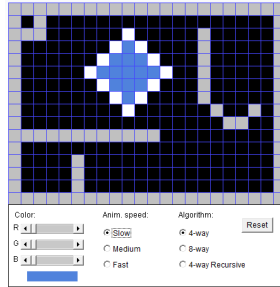 Color: Anim. speed: Algorithm:
R Slow 4-way Reset
G Medium 8-way
B Fast 4-way Recursive